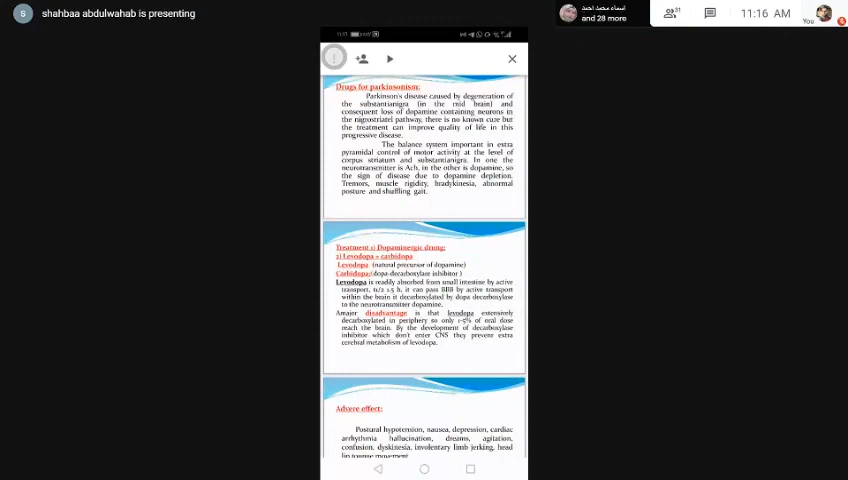 S shahbaa abdulwahab is presenting
اسماء محمد احمد
and 28 more
31
11:16 AM
You
11:17
Drugs for parkinsonism:
Parkinson's disease caused by degeneration of
the substantianigra (in the mid brain) and
consequent loss of dopamine containing neurons in
the nigrostriatel pathway, there is no known cure but
the treatment can improve quality of life in this
progressive disease.
The balance system important in extra
pyramidal control of motor activity at the level of
corpus striatum and substantianigra. In one the
neurotransmitter is Ach, in the other is dopamine, so
the sign of disease due to dopamine depletion.
Tremors, muscle rigidity, bradykinesia, abnormal
posture and shuffling gait.
Treatment 1) Dopaminergic drung:
2) Levodopa + carbidopa
Levodopa (natural precursor of dopamine)
Carbidopa:(dopa-decarboxylase inhibitor )
Levodopa is readily absorbed from small intestine by active
transport, t1/2 1.5 h, it can pass BBB by active transport
within the brain it decarboxylated by dopa decarboxylase
to the neurotransmitter dopamine.
Amajor disadvantage is that levodopa extensively
decarboxylated in periphery so only 1-5% of oral dose
reach the brain. By the development of decarboxylase
inhibitor which don't enter CNS they prevent extra
cerebral metabolism of levodopa.
Advere effect:
Postural hypotension, nausea, depression, cardiac
arrhythmia hallucination, dreams, agitation,
confusion, dyskinesia, involentary limb jerking, head
lip tongue movement